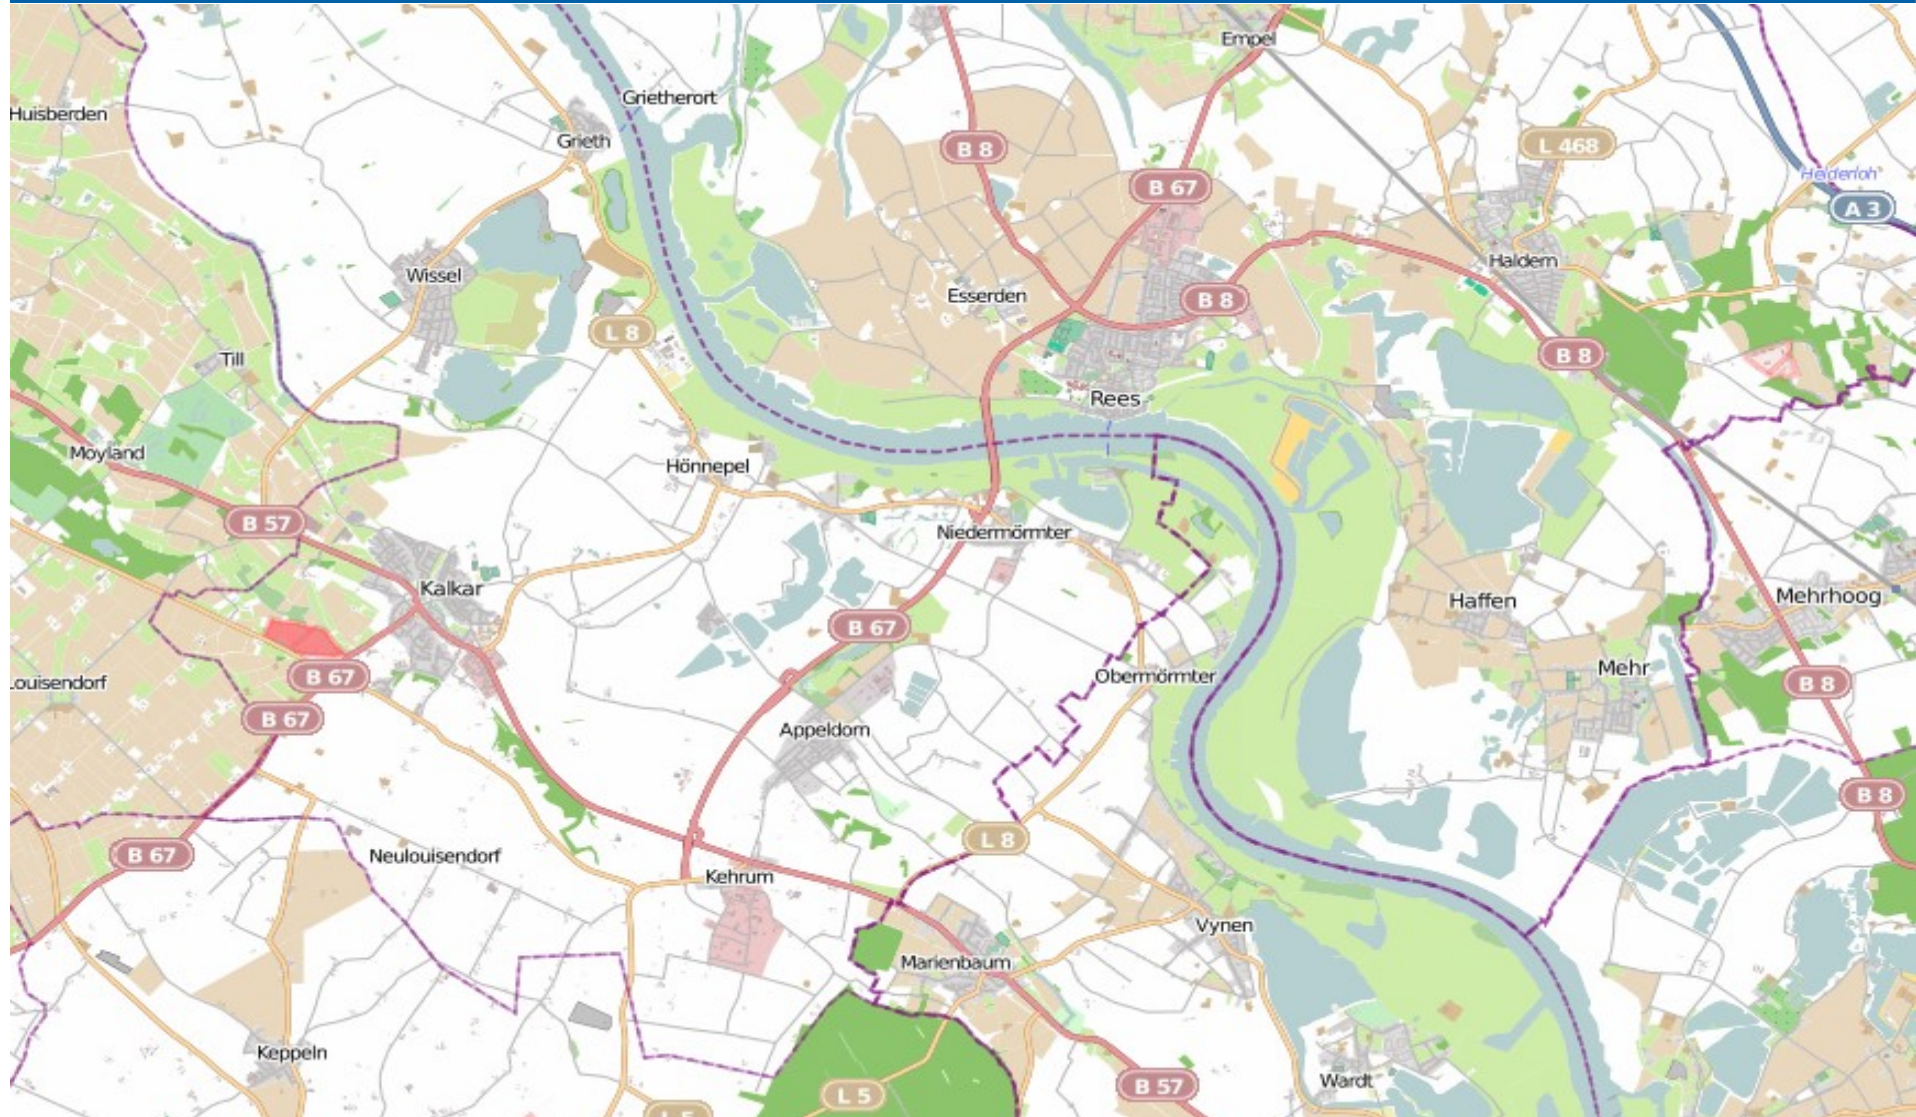 Empel
Huisberden
Grietherort
Grieth
B 8
L 468
Heiderloh
B 67
A 3
Haldern
Wissel
Esserden
B 8
L 8
Till
B 8
Rees
Moyland
Hönnepel
B 57
Niedermörmter
Kalkar
Haffen
Mehrhoog
B 67
Mehr
Louisendorf
B 67
Obermörmter
B 8
B 67
Appeldorn
B 8
L 8
B 67
Neulouisendorf
Kehrum
Vynen
Marienbaum
Keppeln
Wardt
L 5
B 57
L 5